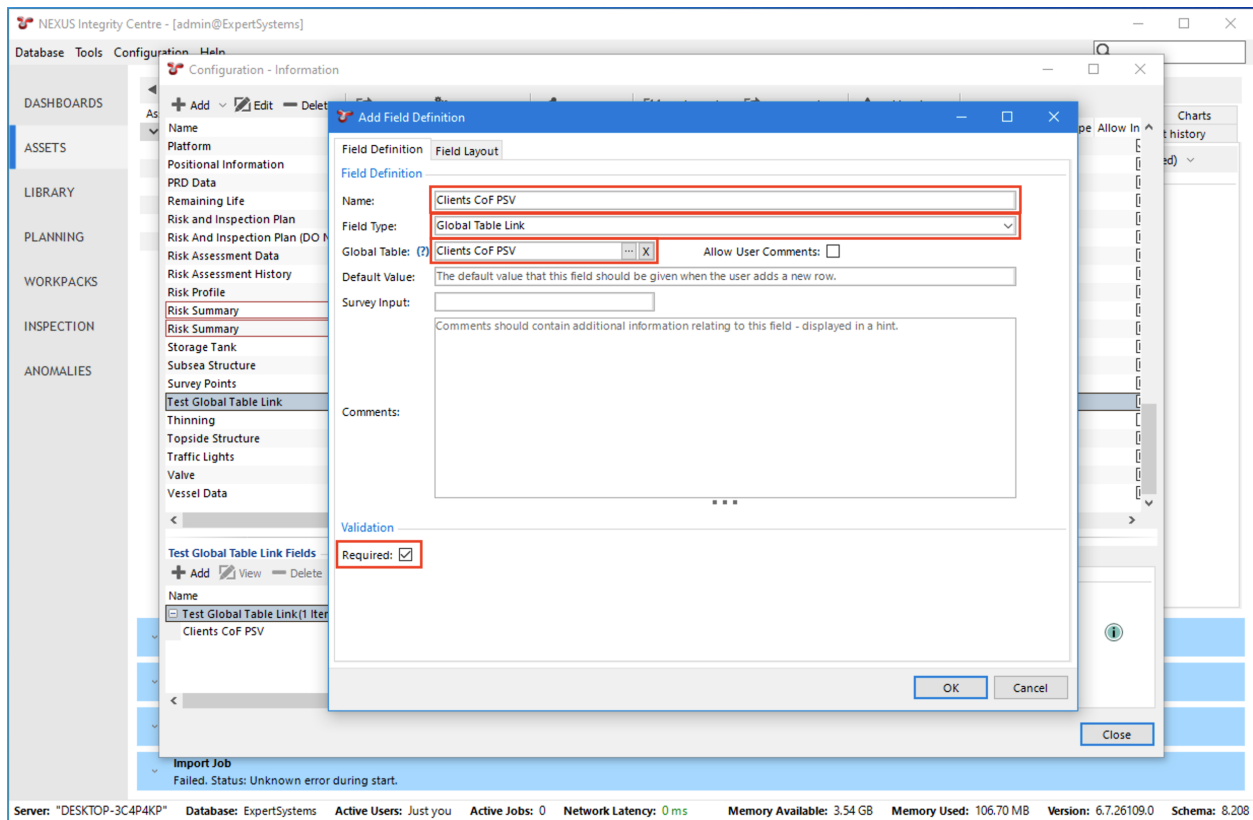 NEXUS Integrity Centre - [admin@ExpertSystems]
Database Tools Configuration Help
Configuration - Information
DASHBOARDS
ASSETS
LIBRARY
PLANNING
WORKPACKS
INSPECTION
ANOMALIES
As
Charts
t history
ed)
Add Edit Delet
Name
pe Allow In
Platform
Positional Information
PRD Data
Remaining Life
Risk and Inspection Plan
Risk And Inspection Plan (DO N
Risk Assessment Data
Risk Assessment History
Risk Profile
Risk Summary
Risk Summary
Storage Tank
Subsea Structure
Survey Points
Test Global Table Link
Thinning
Topside Structure
Traffic Lights
Valve
Vessel Data
Test Global Table Link Fields
Add View Delete
Name
Test Global Table Link(1 Iter
Clients CoF PSV
Add Field Definition
Field Definition Field Layout
Field Definition
Name: Clients CoF PSV
Field Type: Global Table Link
Global Table: (?) Clients CoF PSV ... X Allow User Comments:
Default Value: The default value that this field should be given when the user adds a new row.
Survey Input:
Comments should contain additional information relating to this field - displayed in a hint.
Comments:
Validation
Required:
OK Cancel
Close
Import Job
Failed. Status: Unknown error during start.
Server: "DESKTOP-3C4P4KP" Database: ExpertSystems Active Users: Just you Active Jobs: 0 Network Latency: 0 ms Memory Available: 3.54 GB Memory Used: 106.70 MB Version: 6.7.26109.0 Schema: 8.208